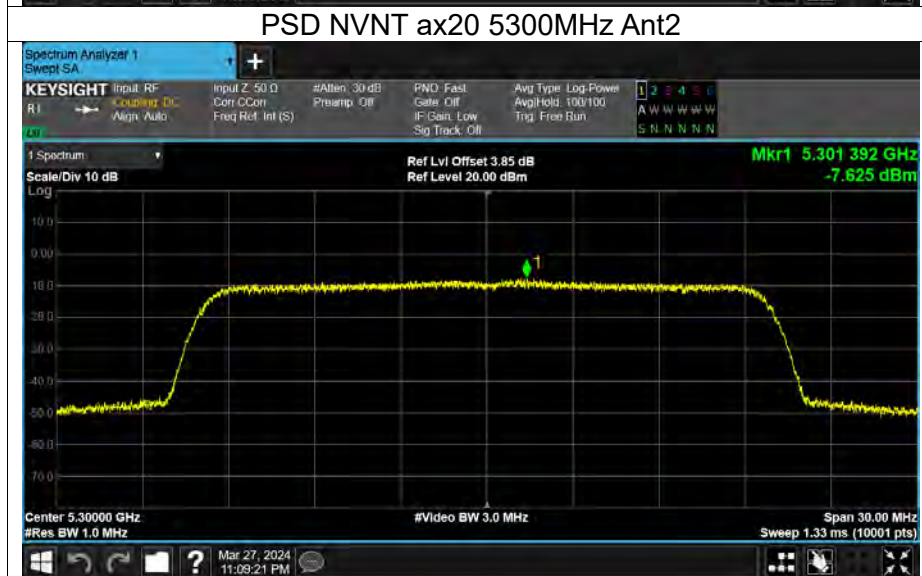 PSD NVNT ax20 5300MHz Ant2
Spectrum Analyzer 1
Swept SA
+
KEYSIGHT Input: RF Input Z: 50 Ω #Atten: 30 dB PNO: Fast Avg Type: Log-Power 1 2 3 4 5 6
Coupling: DC Corr CCorr Preamp: Off Gate: Off Avg|Hold: 100/100 A W W W W W
Align: Auto Freq Ref: Int (S) IF Gain: Low Trig: Free Run
Sig Track: Off S N N N N N
1 Spectrum Ref Lvl Offset 3.85 dB Mkr1 5.301 392 GHz
Scale/Div 10 dB Ref Level 20.00 dBm -7.625 dBm
Log
10.0
0.00
1
-10.0
-20.0
-30.0
-40.0
-50.0
-60.0
-70.0
Center 5.30000 GHz #Video BW 3.0 MHz Span 30.00 MHz
#Res BW 1.0 MHz Sweep 1.33 ms (10001 pts)
? Mar 27, 2024
11:09:21 PM